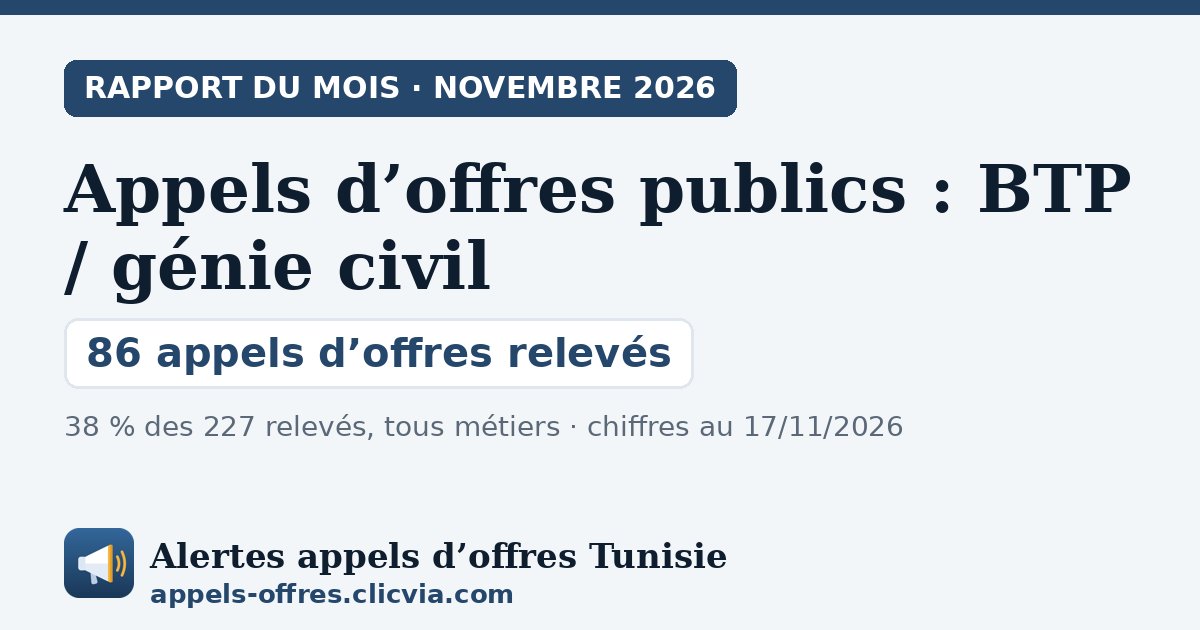 RAPPORT DU MOIS · NOVEMBRE 2026
Appels d’offres publics : BTP
/ génie civil
86 appels d’offres relevés
38 % des 227 relevés, tous métiers · chiffres au 17/11/2026
Alertes appels d’offres Tunisie
appels-offres.clicvia.com